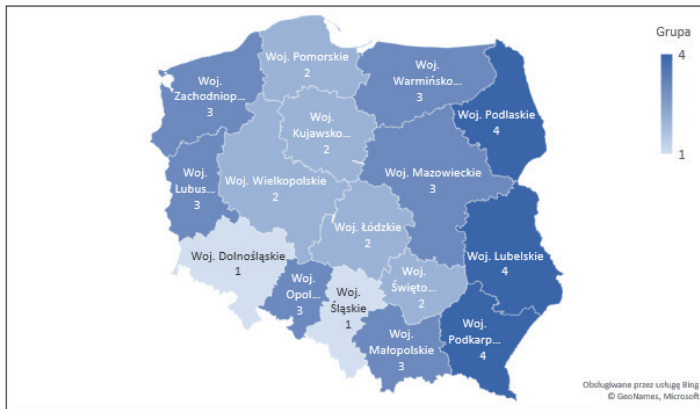 Grupa
4
1
Woj. Pomorskie
2
Woj.
Zachodniop...
3
Woj.
Warmińsko...
3
Woj. Podlaskie
4
Woj.
Kujawsko...
2
Woj.
Lubus...
3
Woj. Wielkopolskie
2
Woj. Mazowieckie
3
Woj. Łódzkie
2
Woj. Lubelskie
4
Woj. Dolnośląskie
1
Woj.
Opol...
3
Woj.
Śląskie
1
Woj.
Święto...
2
Woj.
Małopolskie
3
Woj.
Podkarp...
4
Obsługiwane przez usługę Bing
© GeoNames, Microsoft